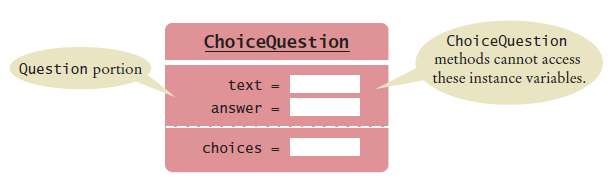 ChoiceQuestion
Question portion
text =
answer =
choices =
ChoiceQuestion
methods cannot access
these instance variables.